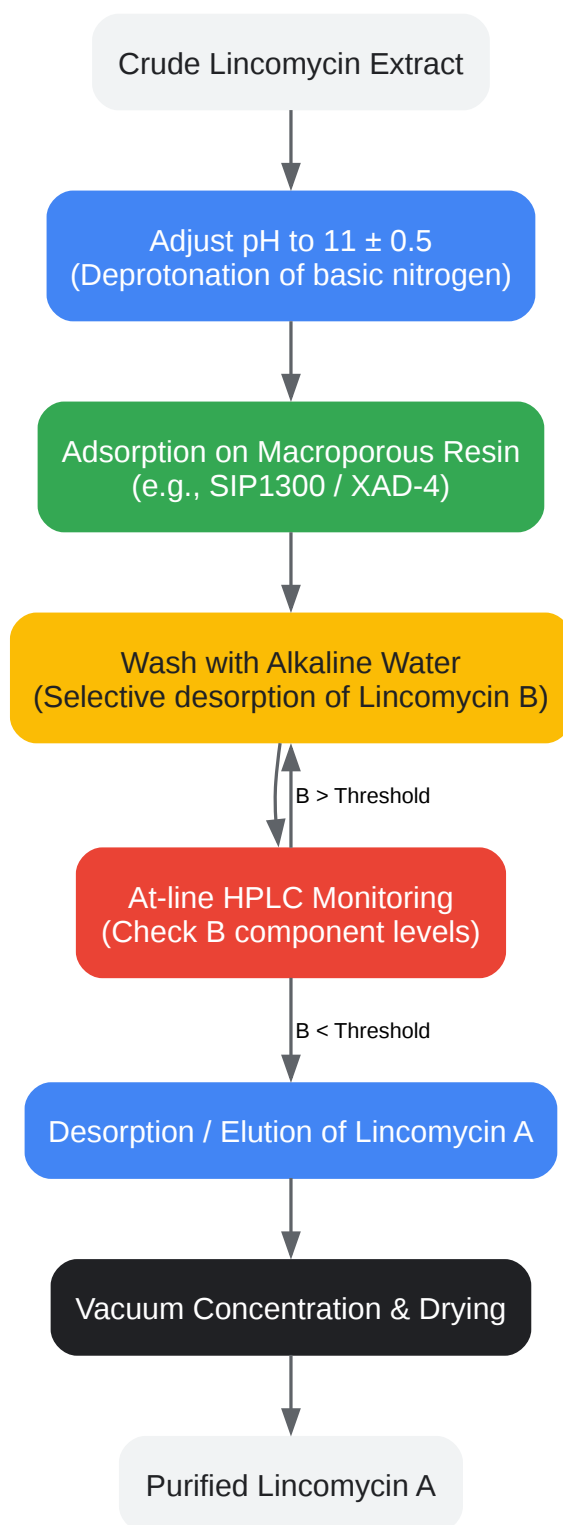 Crude Lincomycin Extract
Adjust pH to 11 ± 0.5
(Deprotonation of basic nitrogen)
Adsorption on Macroporous Resin
(e.g., SIP1300 / XAD-4)
Wash with Alkaline Water
(Selective desorption of Lincomycin B)
B > Threshold
At-line HPLC Monitoring
(Check B component levels)
B < Threshold
Desorption / Elution of Lincomycin A
Vacuum Concentration & Drying
Purified Lincomycin A